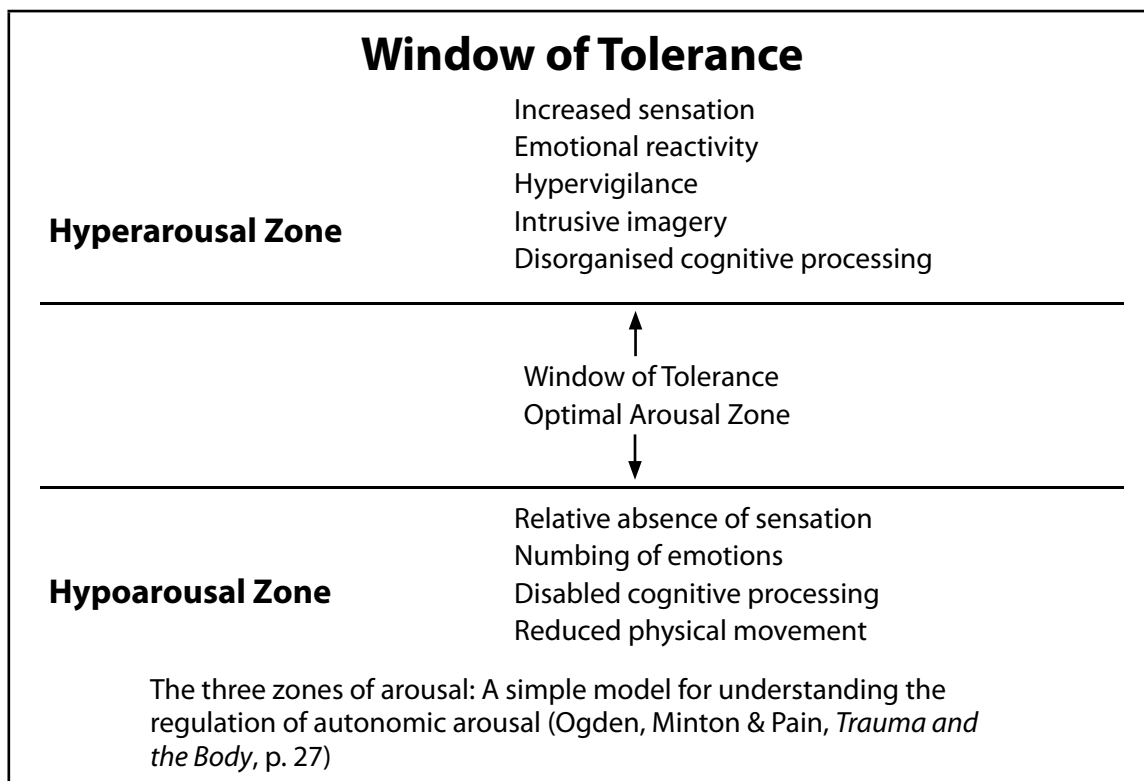 Window of Tolerance
Increased sensation
Emotional reactivity
Hypervigilance
Hyperarousal Zone
Intrusive imagery
Disorganised cognitive processing
Window of Tolerance
Optimal Arousal Zone
Relative absence of sensation
Numbing of emotions
Hypoarousal Zone
Disabled cognitive processing
Reduced physical movement
The three zones of arousal: A simple model for understanding the
regulation of autonomic arousal (Ogden, Minton & Pain, Trauma and
the Body, p. 27)